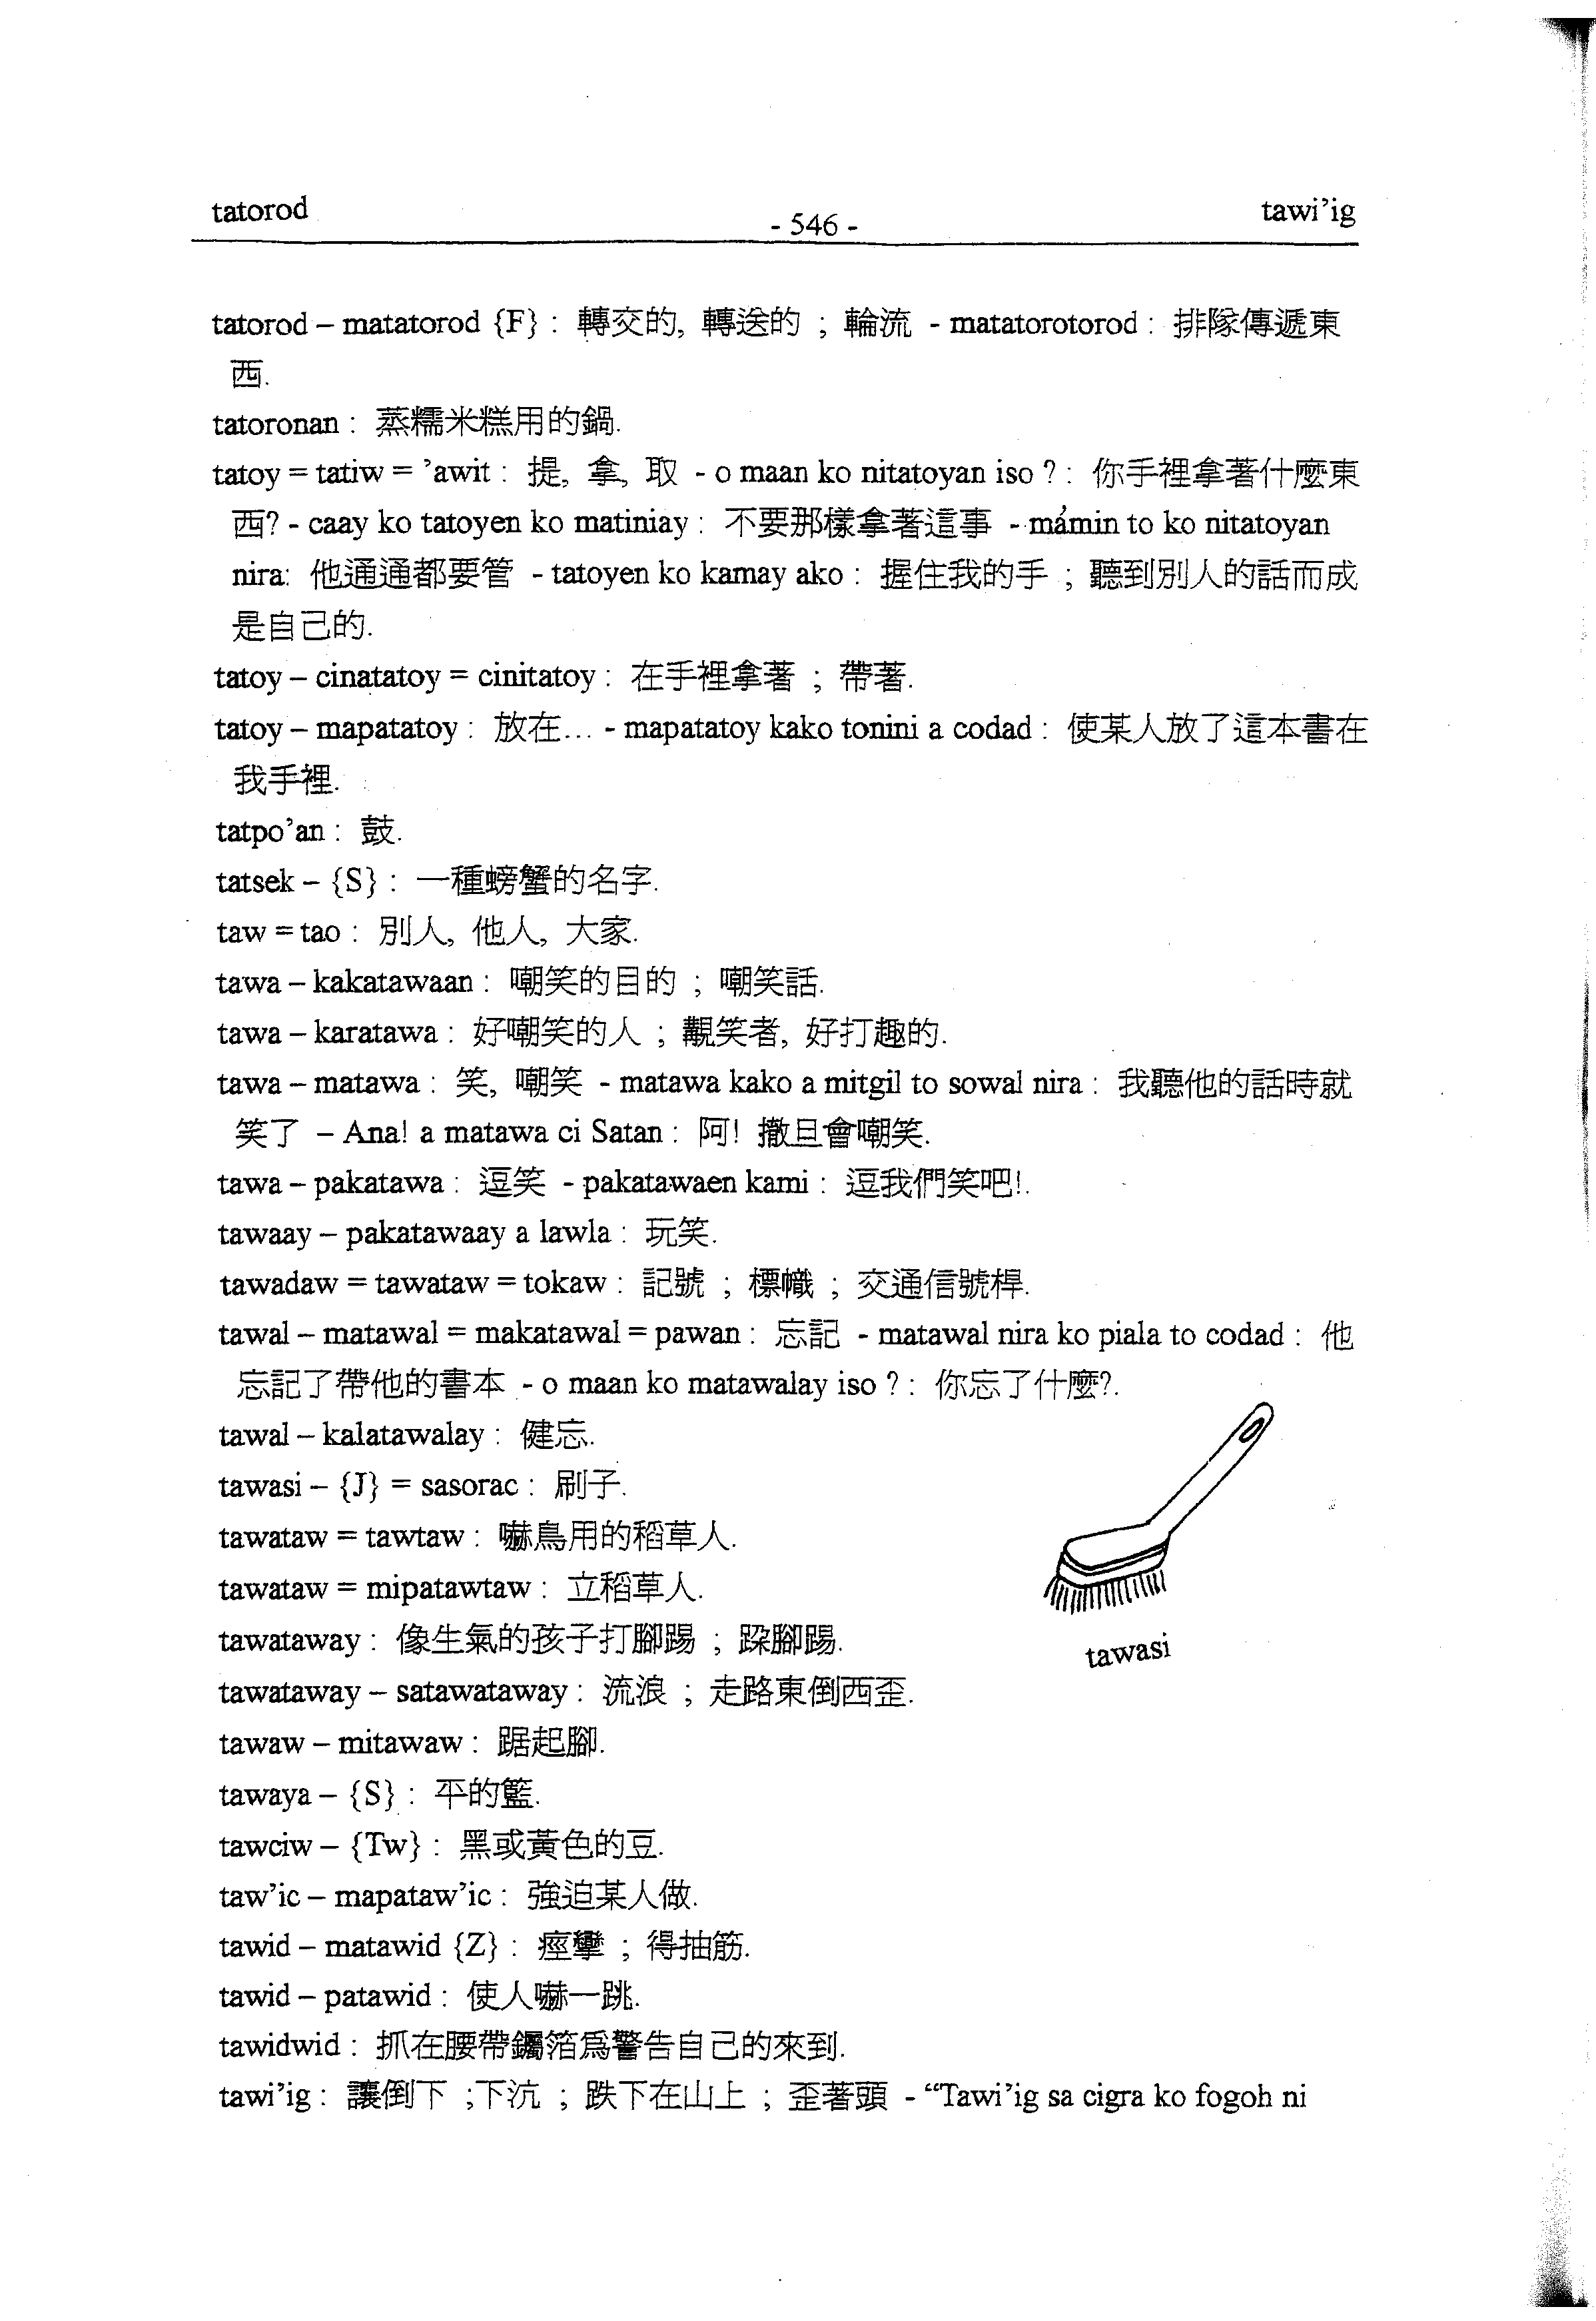 tatorod
- 546 -
tawi’ig
tatorod – matatorod {F} : 轉交的, 轉送的 ; 輪流 - matatorotorod : 排隊傳遞東
西.
tatoronan : 蒸糯米糕用的鍋.
tatoy = tatiw = ’awit : 提, 拿, 取 - o maan ko nitatoyan iso ? : 你手裡拿著什麼東
西? - caay ko tatoyen ko matiniay : 不要那樣拿著這事 - mámin to ko nitatoyan
nira: 他通通都要管 - tatoyen ko kamay ako : 握住我的手 ; 聽到別人的話而成
是自己的.
tatoy – cinatatoy = cinitatoy : 在手裡拿著 ; 帶著.
tatoy – mapatatoy : 放在... - mapatatoy kako tonini a codad : 使某人放了這本書在
我手裡.
tatpo’an : 鼓.
tatsek – {S} : 一種螃蟹的名字.
taw = tao : 別人, 他人, 大家.
tawa – kakatawaan : 嘲笑的目的 ; 嘲笑話.
tawa – karatawa : 好嘲笑的人 ; 觀笑者, 好打趣的.
tawa – matawa : 笑, 嘲笑 - matawa kako a mitgil to sowal nira : 我聽他的話時就
笑了 – Ana! a matawa ci Satan : 阿! 撒旦會嘲笑.
tawa – pakatawa : 逗笑 - pakatawaen kami : 逗我們笑吧!.
tawaay – pakatawaay a lawla : 玩笑.
tawadaw = tawataw = tokaw : 記號 ; 標幟 ; 交通信號桿.
tawal – matawal = makatawal = pawan : 忘記 - matawal nira ko piala to codad : 他
忘記了帶他的書本 - o maan ko matawalay iso ? : 你忘了什麼?.
tawal – kalatawalay : 健忘.
tawasi – {J} = sasorac : 刷子.
tawataw = tawtaw : 嚇鳥用的稻草人.
tawataw = mipatawtaw : 立稻草人.
tawataway : 像生氣的孩子打腳踢 ; 跺腳踢.
tawasi
tawataway – satawataway : 流浪 ; 走路東倒西歪.
tawaw – mitawaw : 踞起腳.
tawaya – {S} : 平的籃.
tawciw – {Tw} : 黑或黃色的豆.
taw’ic – mapataw’ic : 強迫某人做.
tawid – matawid {Z} : 痙攣 ; 得抽筋.
tawid – patawid : 使人嚇一跳.
tawidwid : 抓在腰帶鐲箔為警告自己的來到.
tawi’ig : 讓倒下 ;下沆 ; 跌下在山上 ; 歪著頭 - “Tawi’ig sa cigra ko fogoh ni